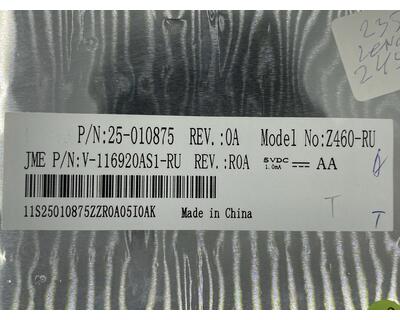 235
P/N:25-010875 REV.:0A Model No:Z460-RU
JME P/N:V-116920AS1-RU REV.:R0A 5VDC 1.0mA AA
11S25010875ZZR0A05I0AK Made in China
T
T